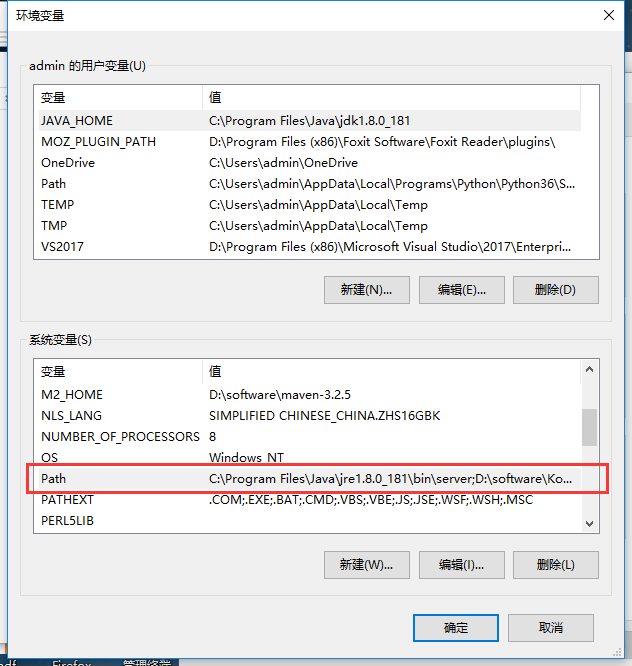 环境变量
admin 的用户变量(U)
变量 值
JAVA_HOME C:\Program Files\Java\jdk1.8.0_181
MOZ_PLUGIN_PATH D:\Program Files (x86)\Foxit Software\Foxit Reader\plugins\
OneDrive C:\Users\admin\OneDrive
Path C:\Users\admin\AppData\Local\Programs\Python\Python36\S...
TEMP C:\Users\admin\AppData\Local\Temp
TMP C:\Users\admin\AppData\Local\Temp
VS2017 D:\Program Files (x86)\Microsoft Visual Studio\2017\Enterpri...
新建(N)... 编辑(E)... 删除(D)
系统变量(S)
变量 值
M2_HOME D:\software\maven-3.2.5
NLS_LANG SIMPLIFIED CHINESE_CHINA.ZHS16GBK
NUMBER_OF_PROCESSORS 8
OS Windows_NT
Path C:\Program Files\Java\jre1.8.0_181\bin\server;D:\software\Ko...
PATHEXT .COM;.EXE;.BAT;.CMD;.VBS;.VBE;.JS;.JSE;.WSF;.WSH;.MSC
PERL5LIB
新建(W)... 编辑(I)... 删除(L)
确定 取消
Firefox 管理终端